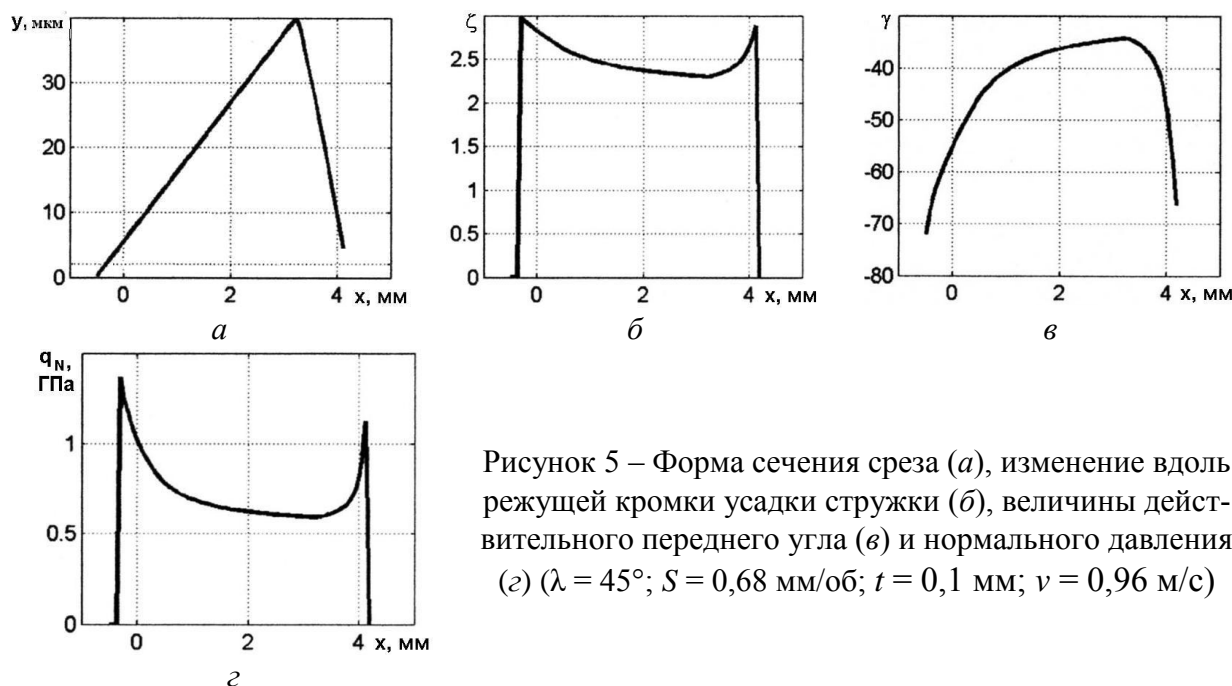 y, мкм
30
20
10
0
0
2
4
x, мм
а
ζ
2.5
2
1.5
1
0.5
0
0
2
4
x, мм
б
γ
-40
-50
-60
-70
-80
0
2
4
x, мм
в
q_N,
ГПа
1
0.5
0
0
2
4
x, мм
г
Рисунок 5 – Форма сечения среза (а), изменение вдоль
режущей кромки усадки стружки (б), величины дейст-
вительного переднего угла (в) и нормального давления
(г) (λ = 45°; S = 0,68 мм/об; t = 0,1 мм; v = 0,96 м/с)